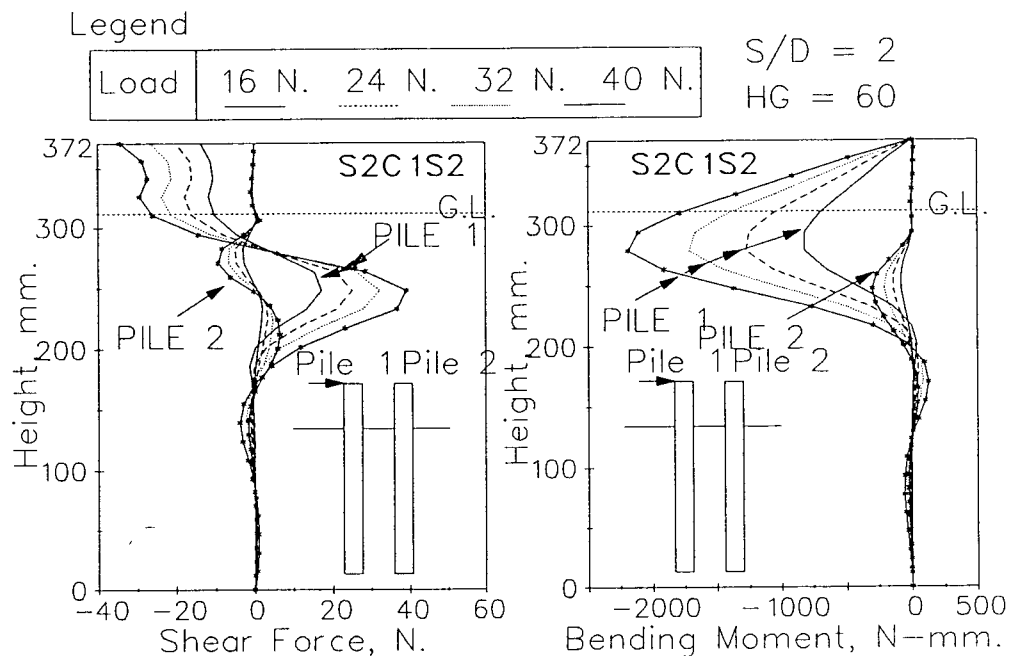 Legend
Load 16 N. 24 N. 32 N. 40 N.
S/D = 2
HG = 60
372
300
200
100
0
Height, mm.
S2C1S2
G.L.
PILE 1
PILE 2
Pile 1 Pile 2
-40 -20 0 20 40 60
Shear Force, N.
372
300
200
100
0
Height, mm.
S2C1S2
G.L.
PILE 1
PILE 2
Pile 1 Pile 2
-2000 -1000 0 500
Bending Moment, N-mm.